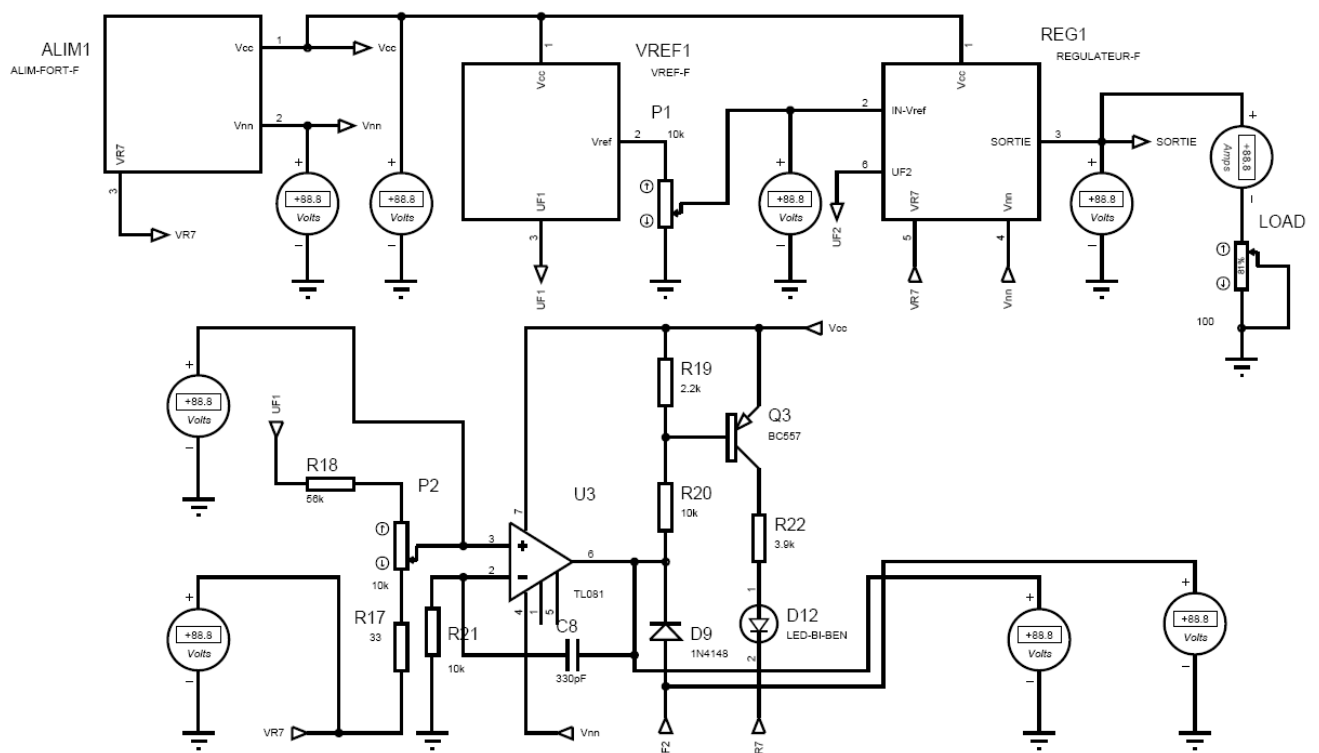 ALIM1
ALIM-FORT-F
Vcc
1
Vcc
Vnn
2
Vnn
VR7
3
VR7
+88.8
Volts
+88.8
Volts
VREF1
VREF-F
1
Vcc
Vref
2
UF1
3
UF1
P1
10k
+88.8
Volts
REG1
REGULATEUR-F
1
Vcc
2
IN-Vref
SORTIE
3
SORTIE
6
UF2
UF2
VR7
5
VR7
Vnn
4
Vnn
+88.8
Volts
+88.8
Amps
LOAD
81%
100
+88.8
Volts
UF1
R18
56k
P2
10k
R17
33
+88.8
Volts
VR7
U3
3
2
7
6
4
1
5
TL081
R21
10k
C8
330pF
Vnn
Vcc
R19
2.2k
R20
10k
Q3
BC557
R22
3.9k
D9
1N4148
1
D12
LED-BI-BEN
2
+88.8
Volts
+88.8
Volts